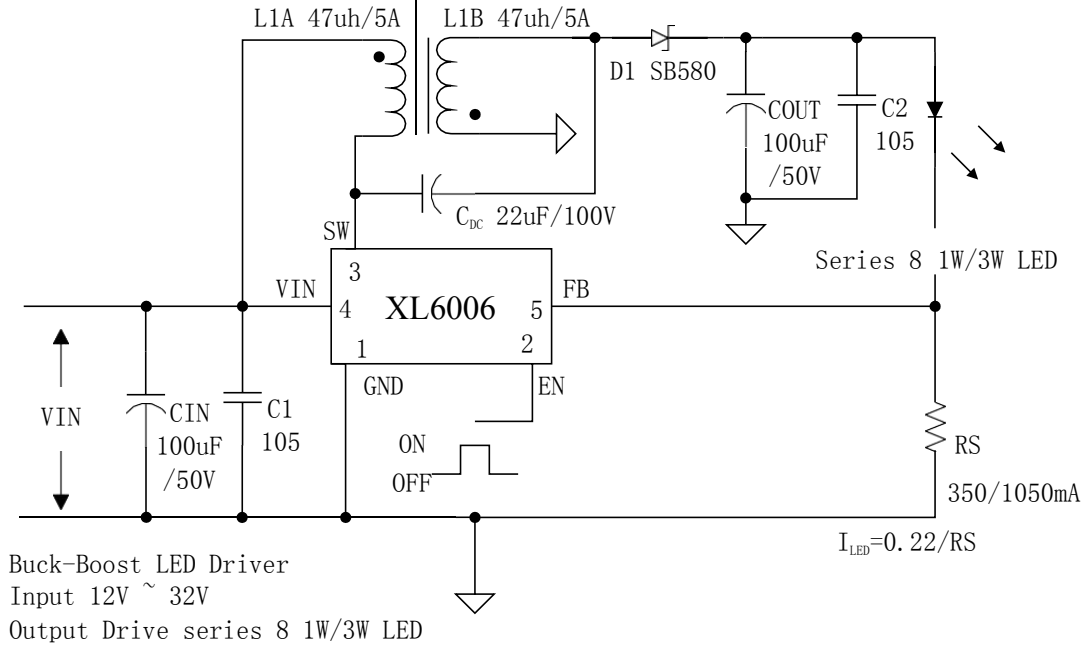 L1A 47uh/5A
L1B 47uh/5A
D1 SB580
COUT
100uF
/50V
C2
105
CDC 22uF/100V
SW
3
VIN
4
XL6006
5
FB
1
2
GND
EN
Series 8 1W/3W LED
VIN
CIN
100uF
/50V
C1
105
ON
OFF
RS
350/1050mA
ILED=0.22/RS
Buck-Boost LED Driver
Input 12V ~ 32V
Output Drive series 8 1W/3W LED